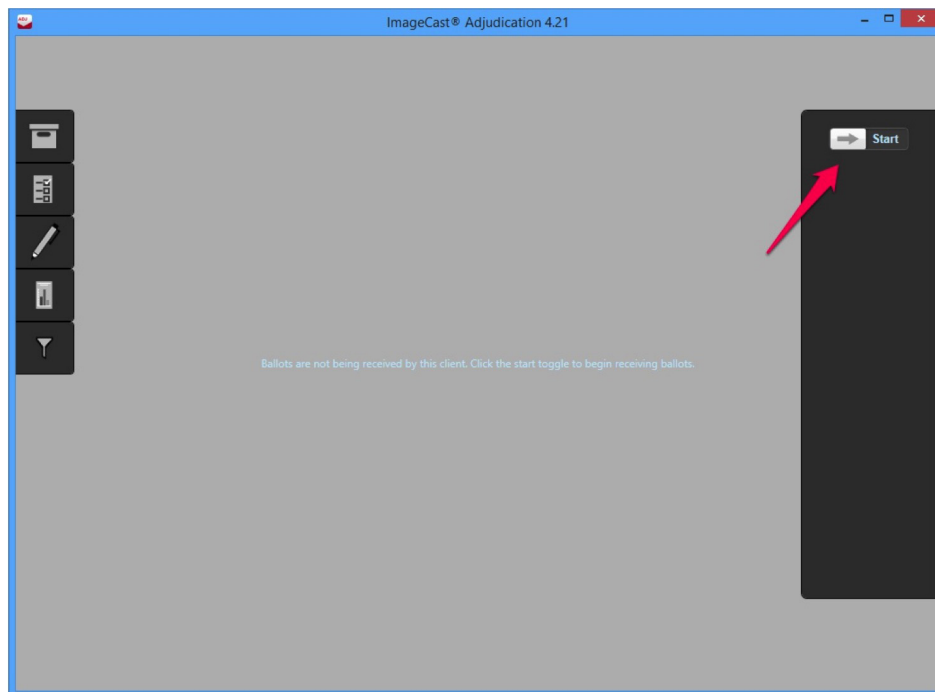 ImageCast® Adjudication 4.21
Start
Ballots are not being received by this client. Click the start toggle to begin receiving ballots.